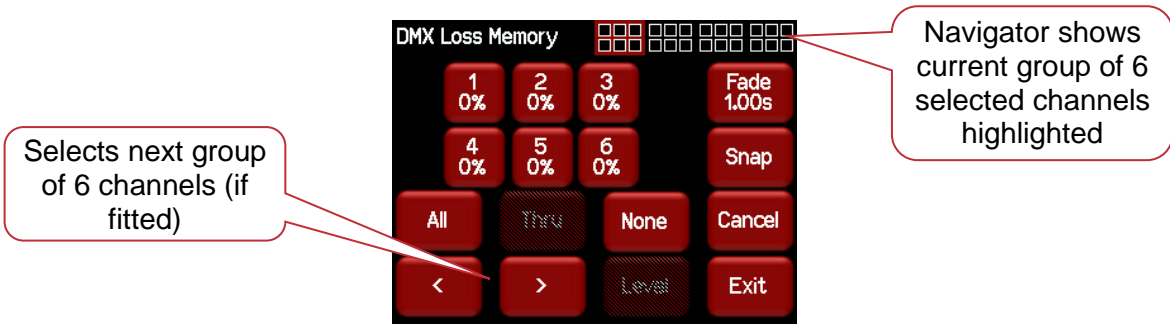 DMX Loss Memory
1
0%
2
0%
3
0%
Fade
1.00s
4
0%
5
0%
6
0%
Snap
All
Thru
None
Cancel
<
>
Level
Exit
Navigator shows
current group of 6
selected channels
highlighted
Selects next group
of 6 channels (if
fitted)